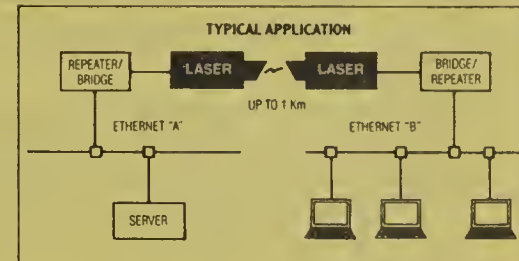 TYPICAL APPLICATION
REPEATER/
BRIDGE
LASER
LASER
BRIDGE/
REPEATER
UP TO 1 Km
ETHERNET "A"
ETHERNET "B"
SERVER